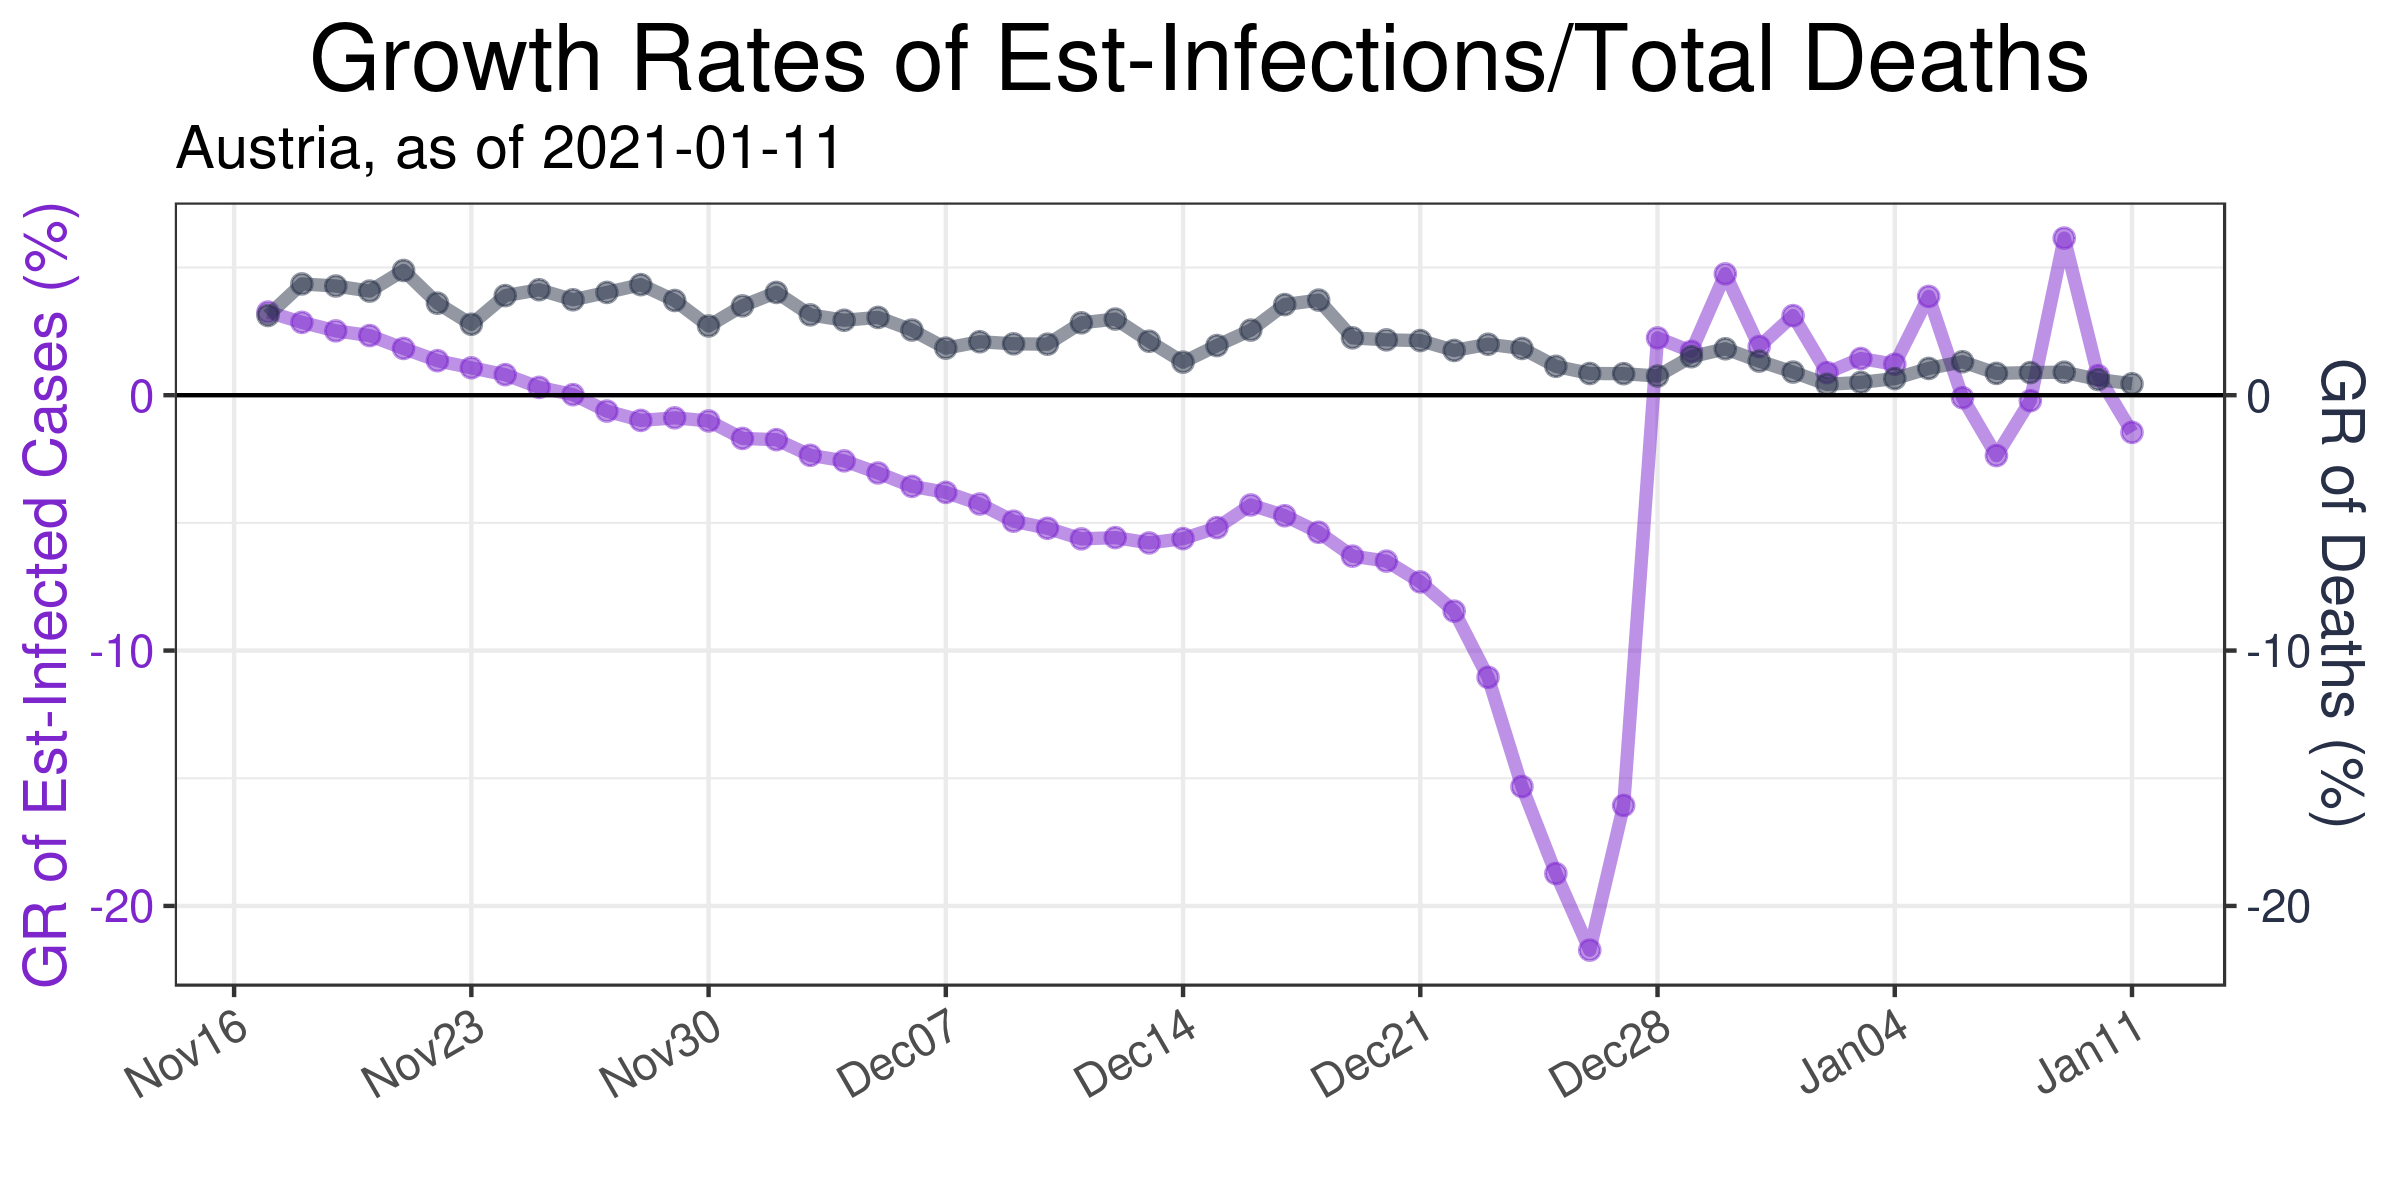 Growth Rates of Est-Infections/Total Deaths
Austria, as of 2021-01-11
GR of Est-Infected Cases (%)
0
-10
-20
GR of Deaths (%)
0
-10
-20
Nov16
Nov23
Nov30
Dec07
Dec14
Dec21
Dec28
Jan04
Jan11